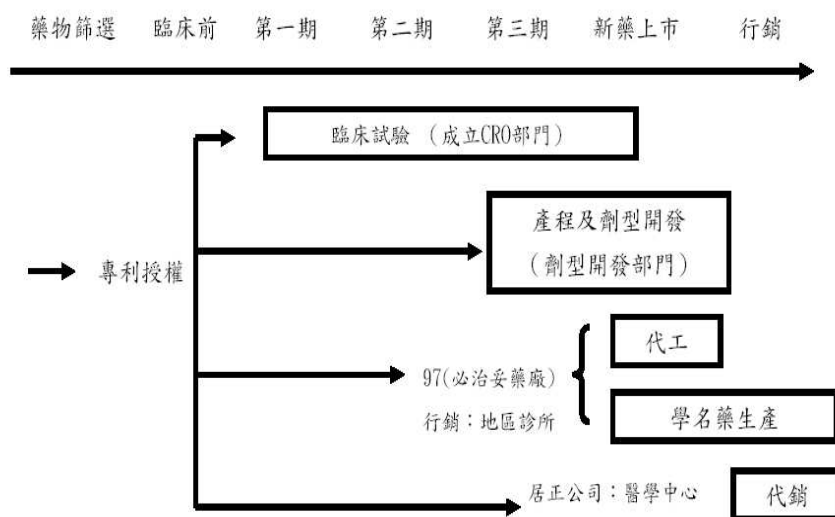 藥物篩選 臨床前 第一期 第二期 第三期 新藥上市 行銷
臨床試驗 (成立CRO部門)
產程及劑型開發
(劑型開發部門)
專利授權
代工
97(必治妥藥廠)
行銷：地區診所
學名藥生產
居正公司：醫學中心
代銷